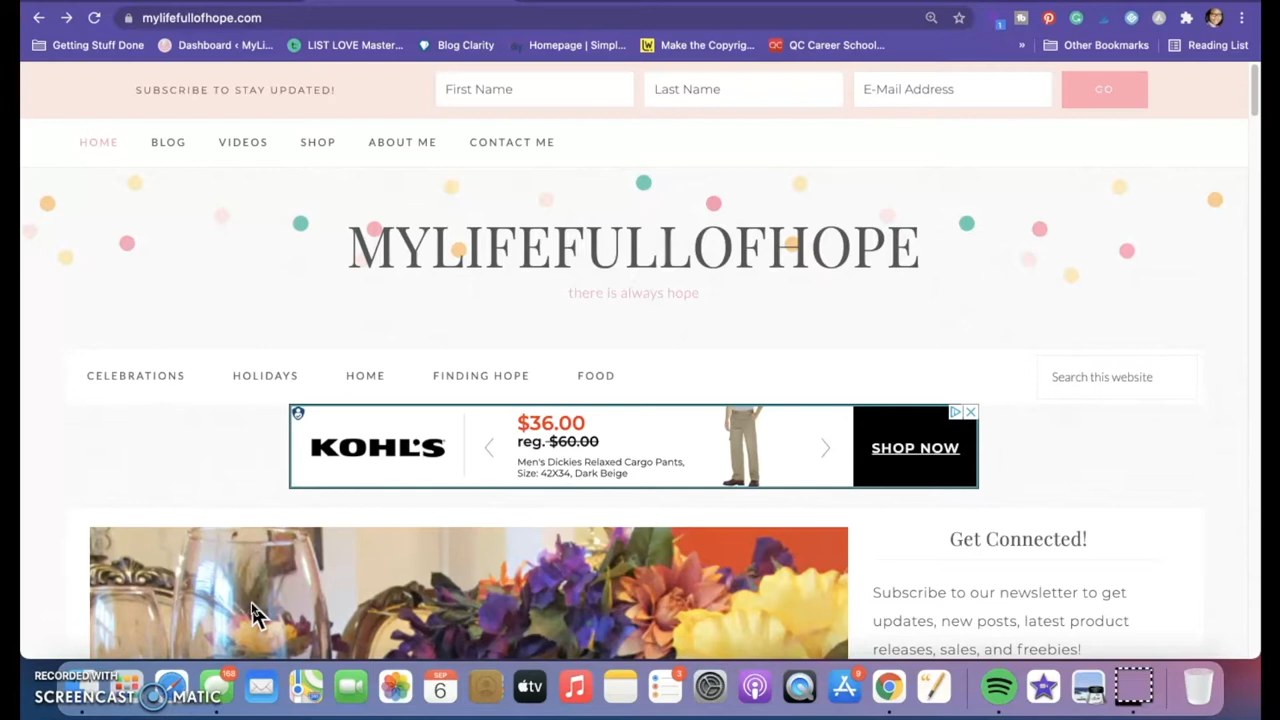 mylifefullofhope.com
1
Getting Stuff Done
Dashboard ‹ MyLi...
LIST LOVE Master...
Blog Clarity
Homepage | Simpl...
Make the Copyrig...
QC Career School...
»
Other Bookmarks
Reading List
SUBSCRIBE TO STAY UPDATED!
First Name
Last Name
E-Mail Address
GO
HOME
BLOG
VIDEOS
SHOP
ABOUT ME
CONTACT ME
MYLIFEFULLOFHOPE
there is always hope
CELEBRATIONS
HOLIDAYS
HOME
FINDING HOPE
FOOD
Search this website
KOHL'S
$36.00
reg. $60.00
Men's Dickies Relaxed Cargo Pants,
Size: 42X34, Dark Beige
SHOP NOW
Get Connected!
Subscribe to our newsletter to get
updates, new posts, latest product
releases, sales, and freebies!
RECORDED WITH
SCREENCAST MATIC
168
SEP
6
tv
3
9